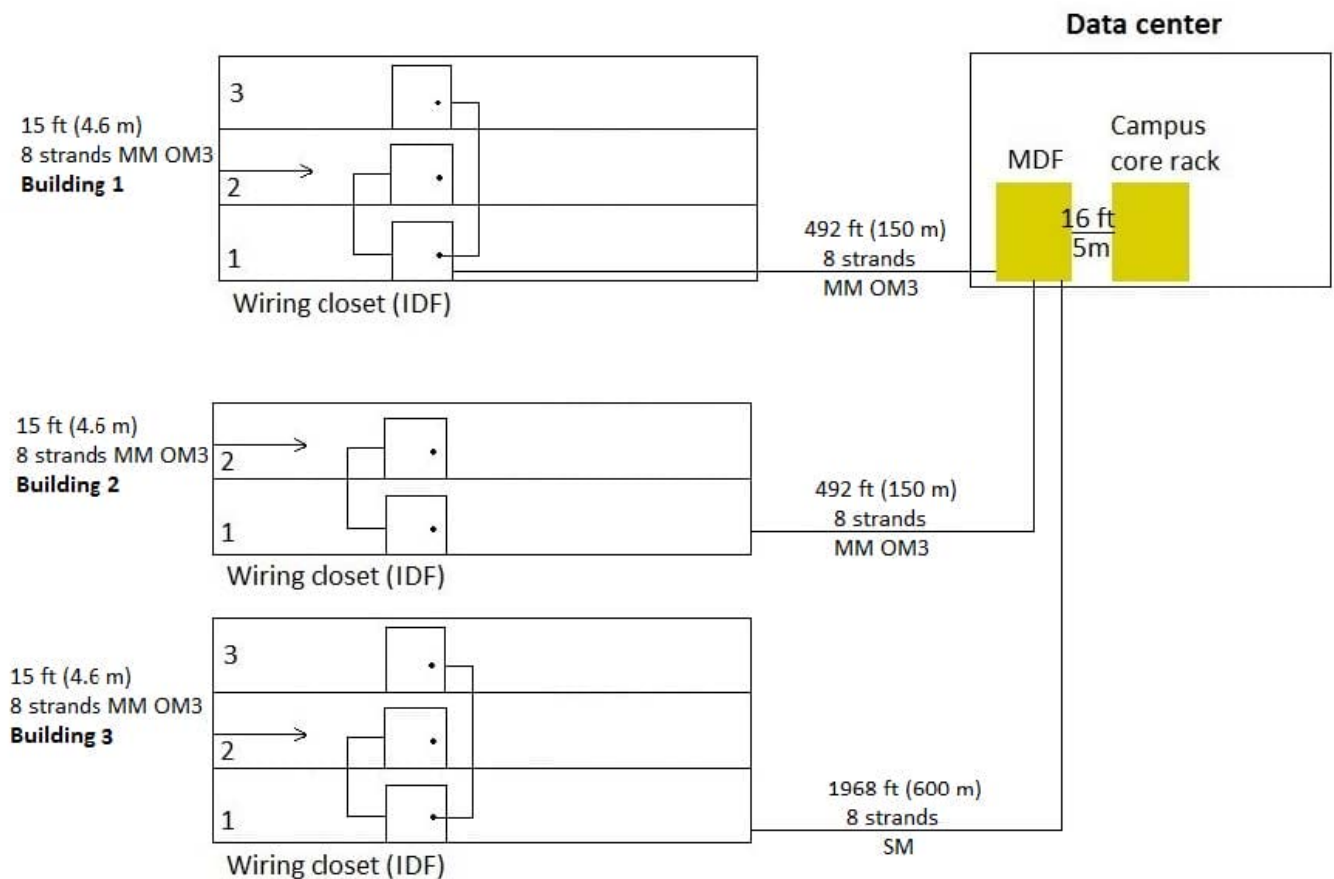 Data center
3
15 ft (4.6 m)
8 strands MM OM3
Building 1
2
1
Wiring closet (IDF)
492 ft (150 m)
8 strands
MM OM3
MDF
Campus
core rack
16 ft
5m
15 ft (4.6 m)
8 strands MM OM3
Building 2
2
1
Wiring closet (IDF)
492 ft (150 m)
8 strands
MM OM3
3
15 ft (4.6 m)
8 strands MM OM3
Building 3
2
1
Wiring closet (IDF)
1968 ft (600 m)
8 strands
SM